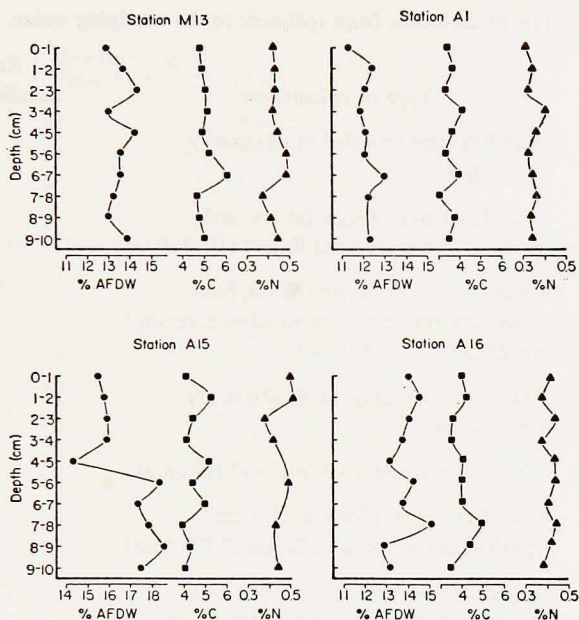 Station M13 Station A1
Depth (cm)
0-1
1-2
2-3
3-4
4-5
5-6
6-7
7-8
8-9
9-10
11 12 13 14 15 4 5 6 0.3 0.5
% AFDW %C %N
11 12 13 14 15 4 5 0.3 0.5
% AFDW %C %N
Station A15 Station A16
Depth (cm)
0-1
1-2
2-3
3-4
4-5
5-6
6-7
7-8
8-9
9-10
14 15 16 17 18 4 5 6 0.3 0.5
% AFDW %C %N
11 12 13 14 15 4 5 6 0.3 0.5
% AFDW %C %N